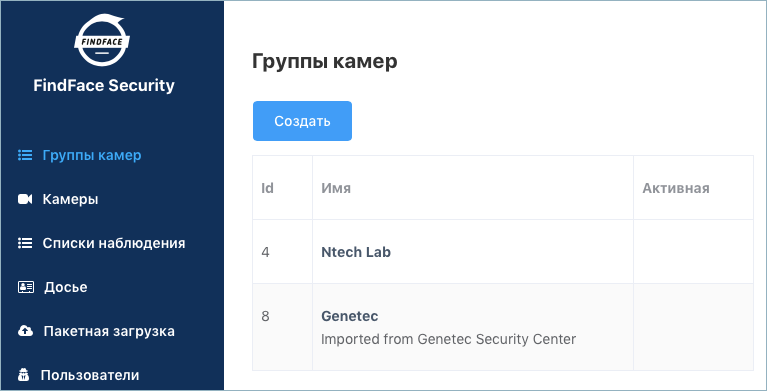 FINDFACE
FindFace Security
Группы камер
Камеры
Списки наблюдения
Досье
Пакетная загрузка
Пользователи
Группы камер
Создать
Id Имя Активная
4 Ntech Lab
8 Genetec
Imported from Genetec Security Center